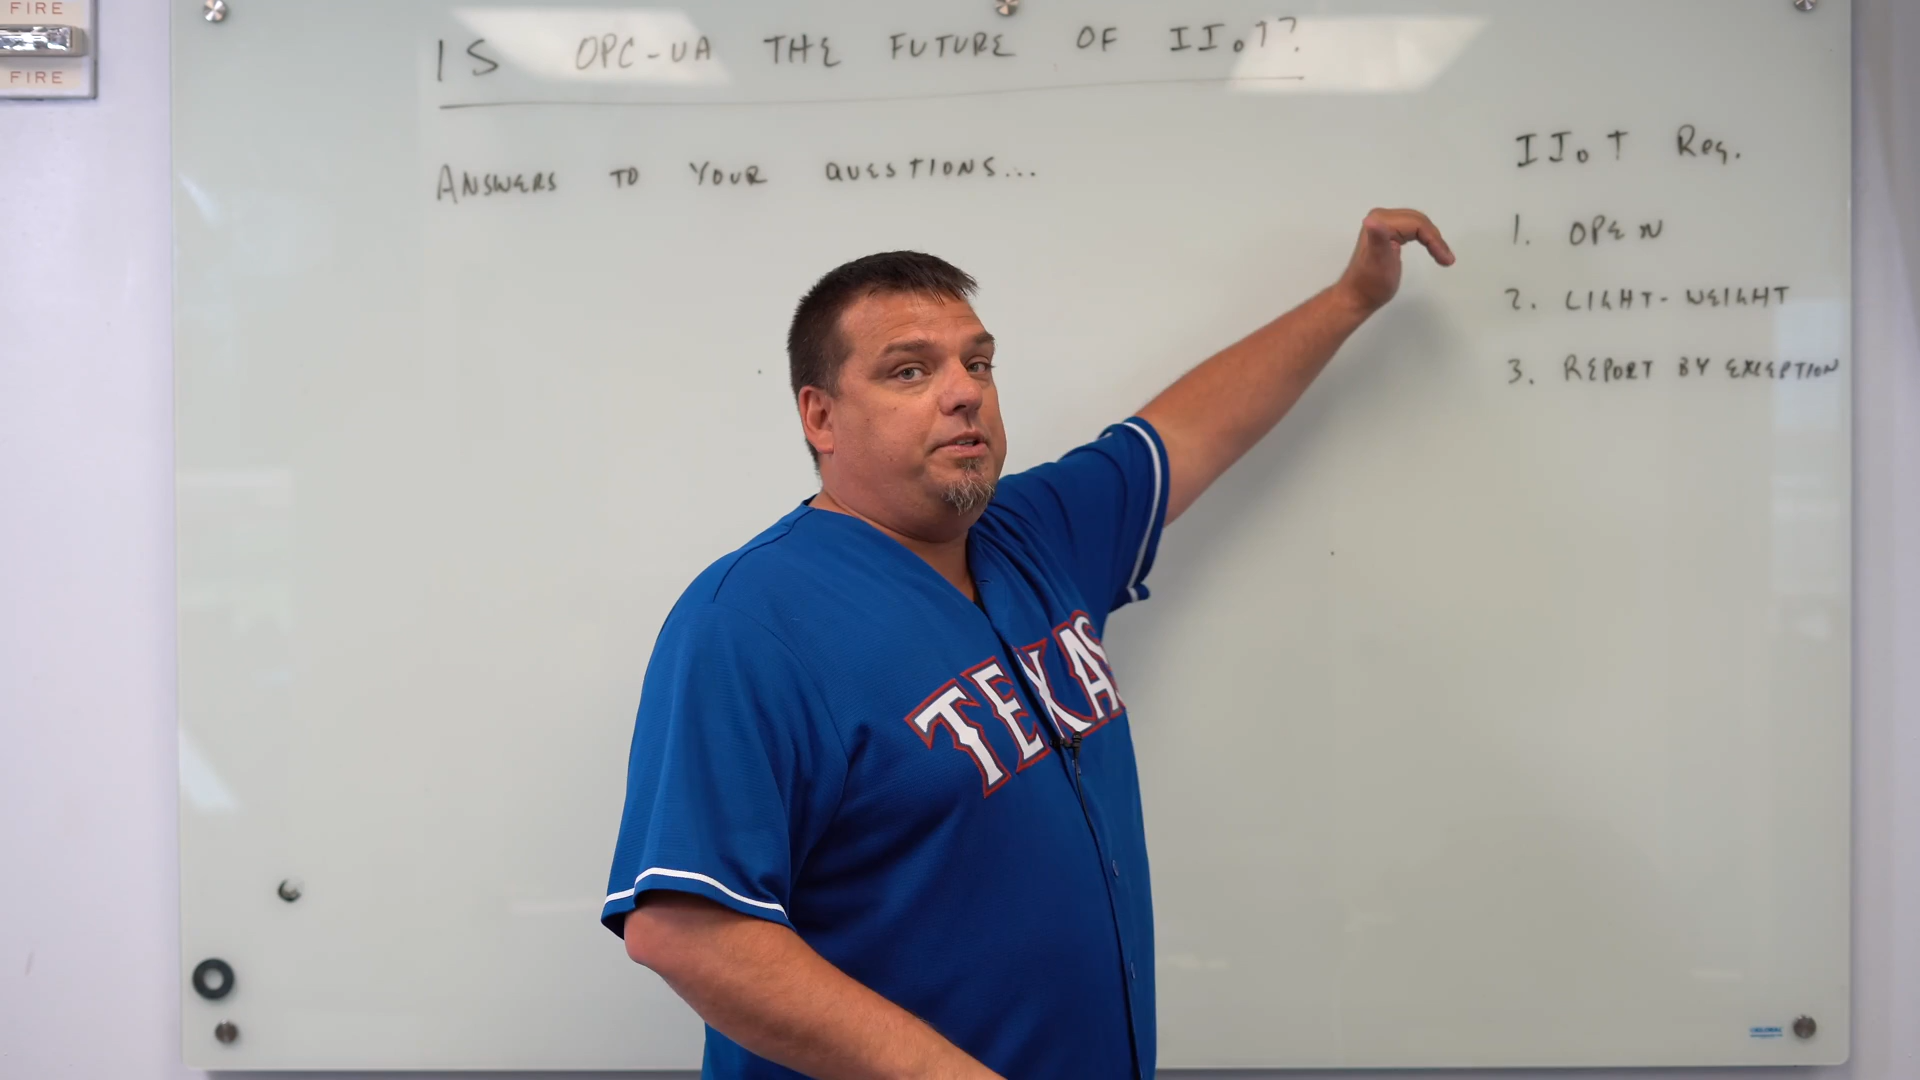 FIRE
FIRE
IS OPC-UA THE FUTURE OF IIoT?
ANSWERS TO YOUR QUESTIONS...
IIoT Req.
1. OPEN
2. LIGHT-WEIGHT
3. REPORT BY EXCEPTION
TEXAS